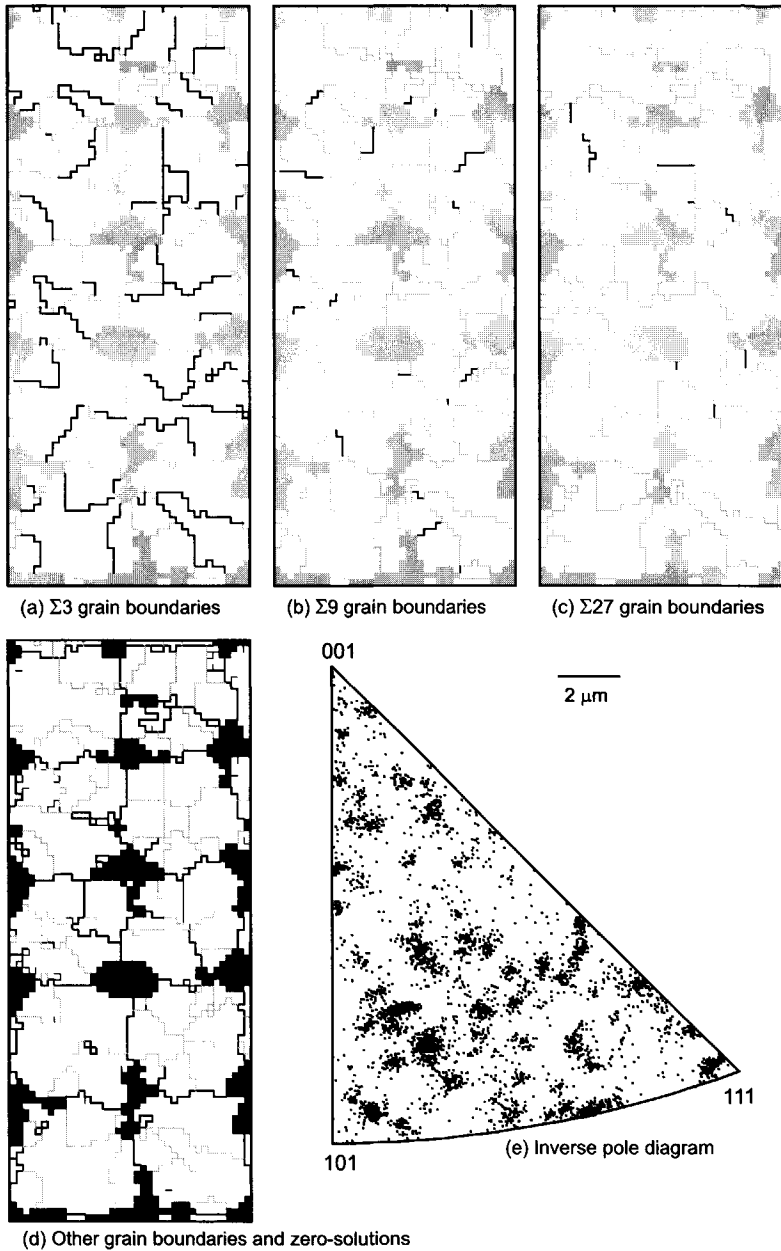 (a) Σ3 grain boundaries
(b) Σ9 grain boundaries
(c) Σ27 grain boundaries
001
2 μm
111
101
(e) Inverse pole diagram
(d) Other grain boundaries and zero-solutions